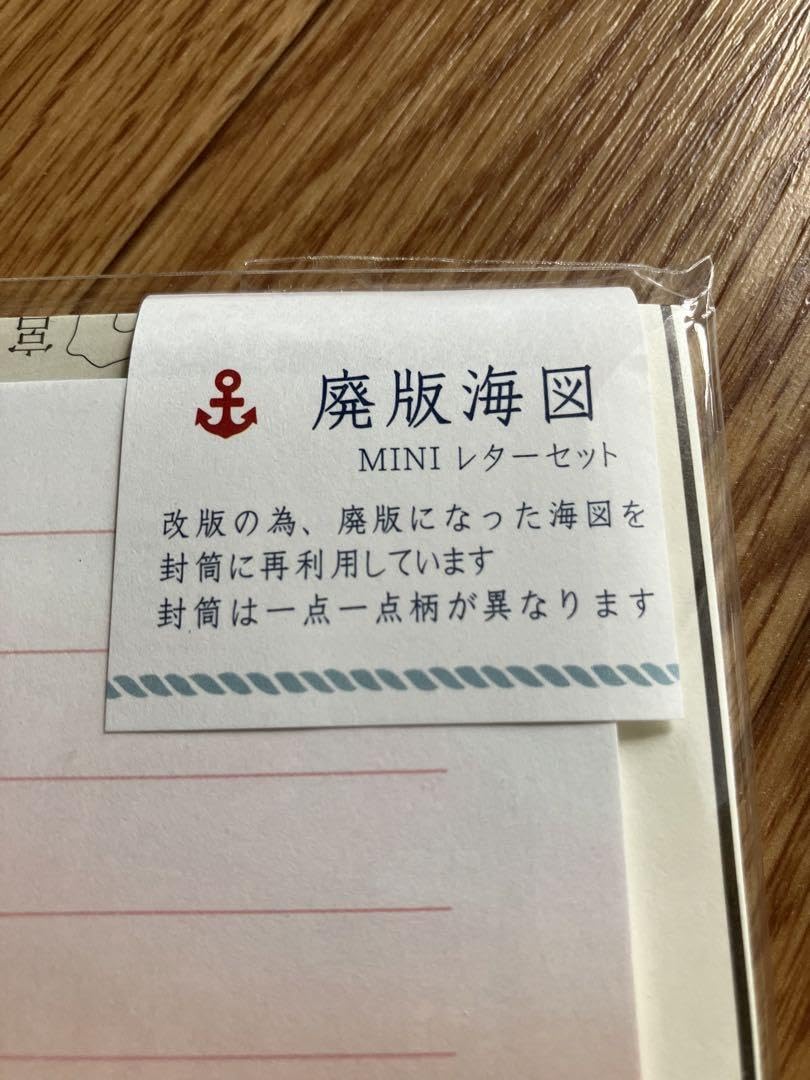 宮
廃版海図
MINI レターセット
改版の為、廃版になった海図を
封筒に再利用しています
封筒は一点一点柄が異なります